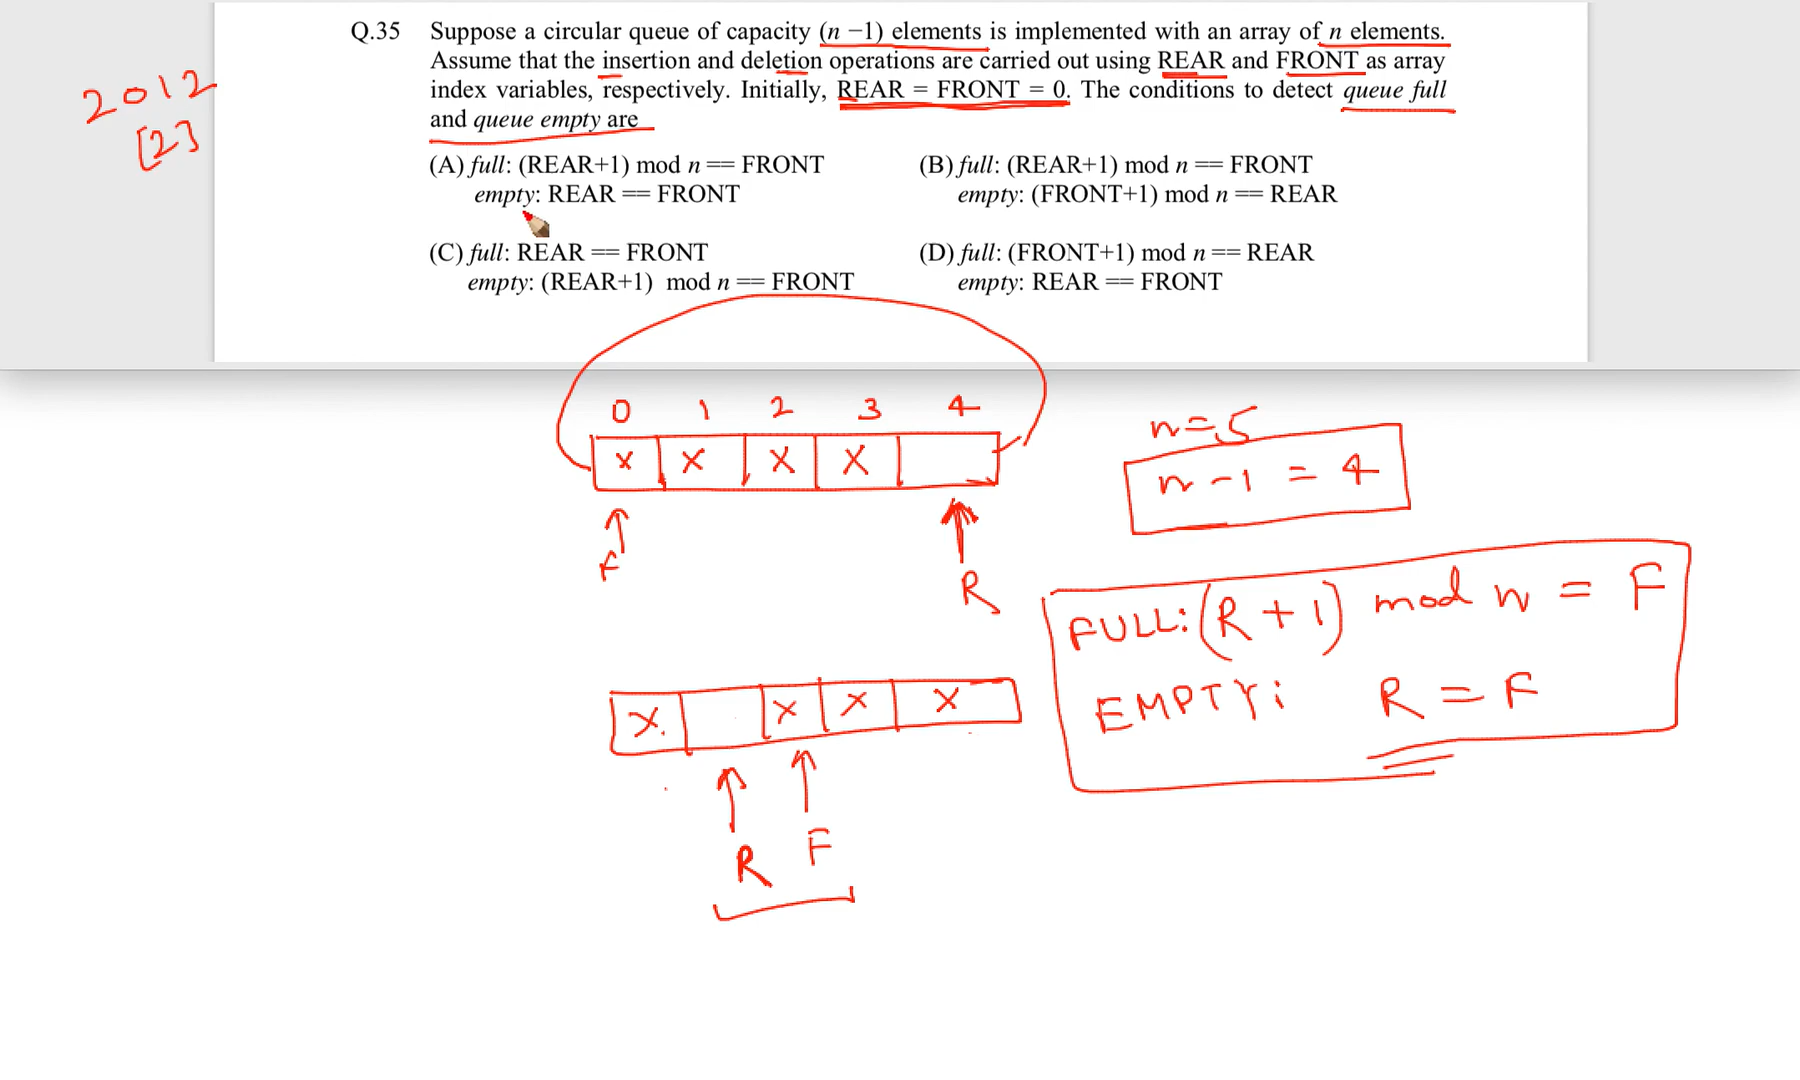 Q.35 Suppose a circular queue of capacity (n −1) elements is implemented with an array of n elements.
Assume that the insertion and deletion operations are carried out using REAR and FRONT as array
index variables, respectively. Initially, REAR = FRONT = 0. The conditions to detect queue full
and queue empty are
2012
[2]
(A) full: (REAR+1) mod n == FRONT
empty: REAR == FRONT
(B) full: (REAR+1) mod n == FRONT
empty: (FRONT+1) mod n == REAR
(C) full: REAR == FRONT
empty: (REAR+1) mod n == FRONT
(D) full: (FRONT+1) mod n == REAR
empty: REAR == FRONT
0 1 2 3 4
x x x x
F
R
n=5
n-1 = 4
FULL: (R+1) mod n = F
EMPTY: R = F
x x x x
R F